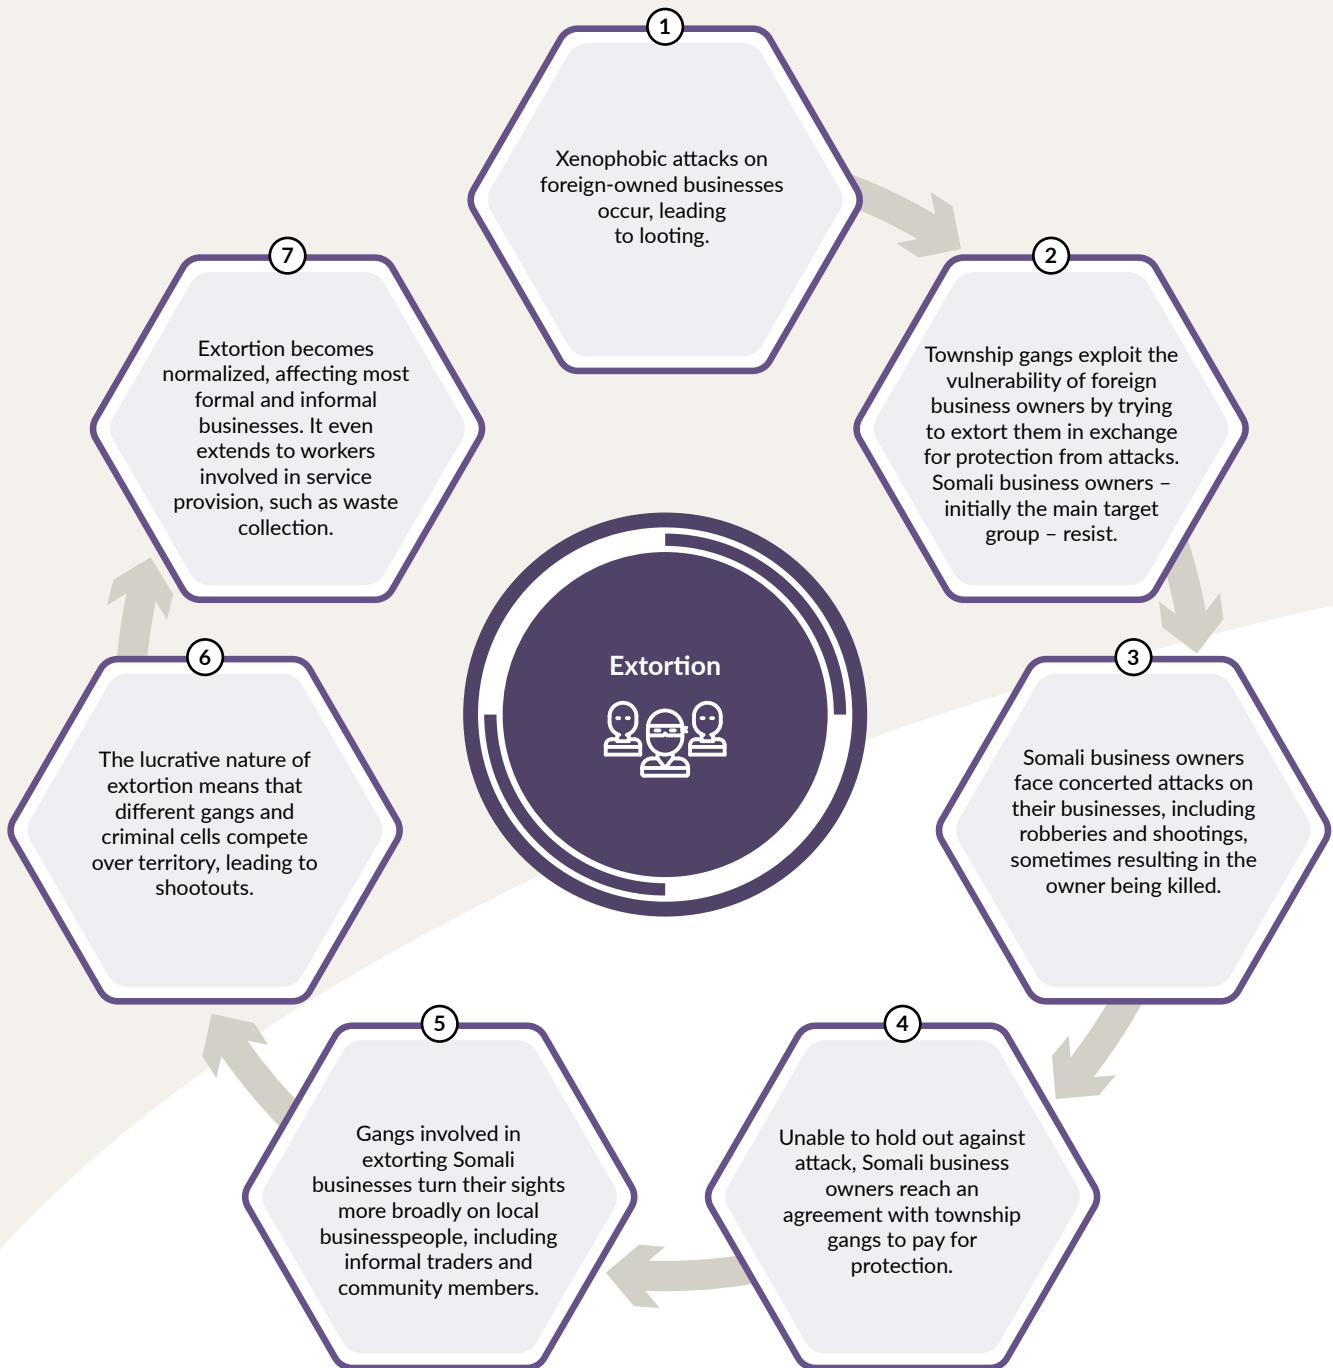 1
Xenophobic attacks on
foreign-owned businesses
occur, leading
to looting.
2
Township gangs exploit the
vulnerability of foreign
business owners by trying
to extort them in exchange
for protection from attacks.
Somali business owners –
initially the main target
group – resist.
3
Somali business owners
face concerted attacks on
their businesses, including
robberies and shootings,
sometimes resulting in the
owner being killed.
4
Unable to hold out against
attack, Somali business
owners reach an
agreement with township
gangs to pay for
protection.
5
Gangs involved in
extorting Somali
businesses turn their sights
more broadly on local
businesspeople, including
informal traders and
community members.
6
The lucrative nature of
extortion means that
different gangs and
criminal cells compete
over territory, leading to
shootouts.
7
Extortion becomes
normalized, affecting most
formal and informal
businesses. It even
extends to workers
involved in service
provision, such as waste
collection.
Extortion